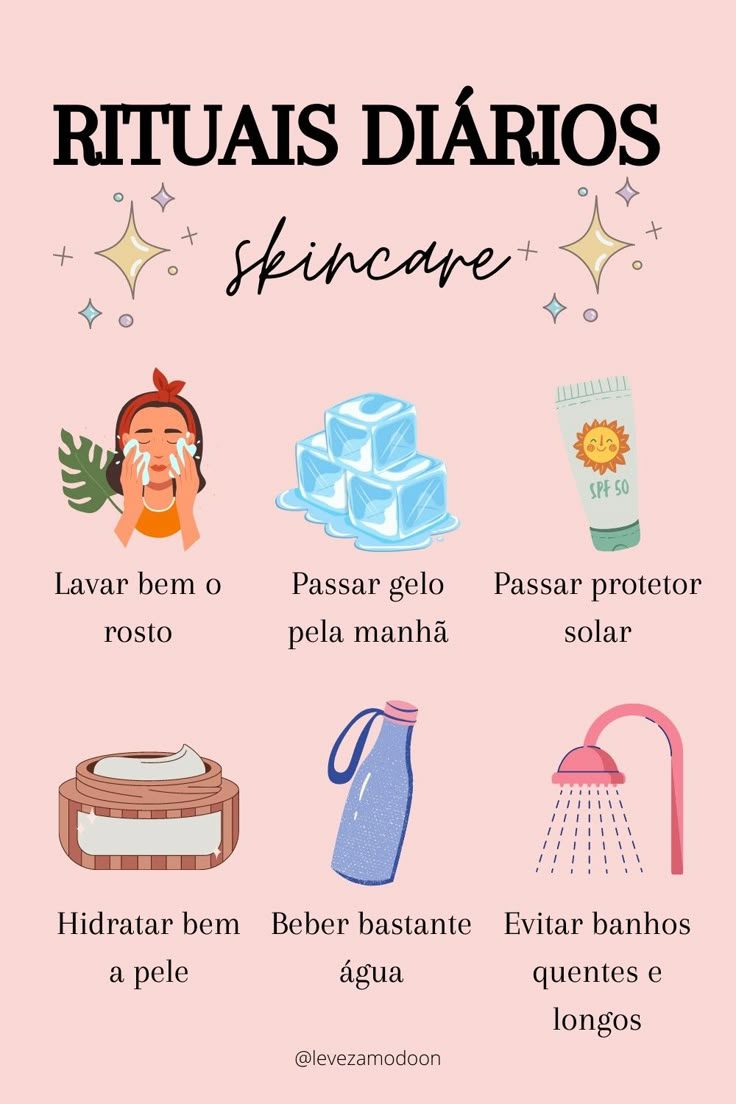 RITUAIS DIÁRIOS
skincare
SPF 50
Lavar bem o
rosto
Passar gelo
pela manhã
Passar protetor
solar
Hidratar bem
a pele
Beber bastante
água
Evitar banhos
quentes e
longos
@levezamodoon